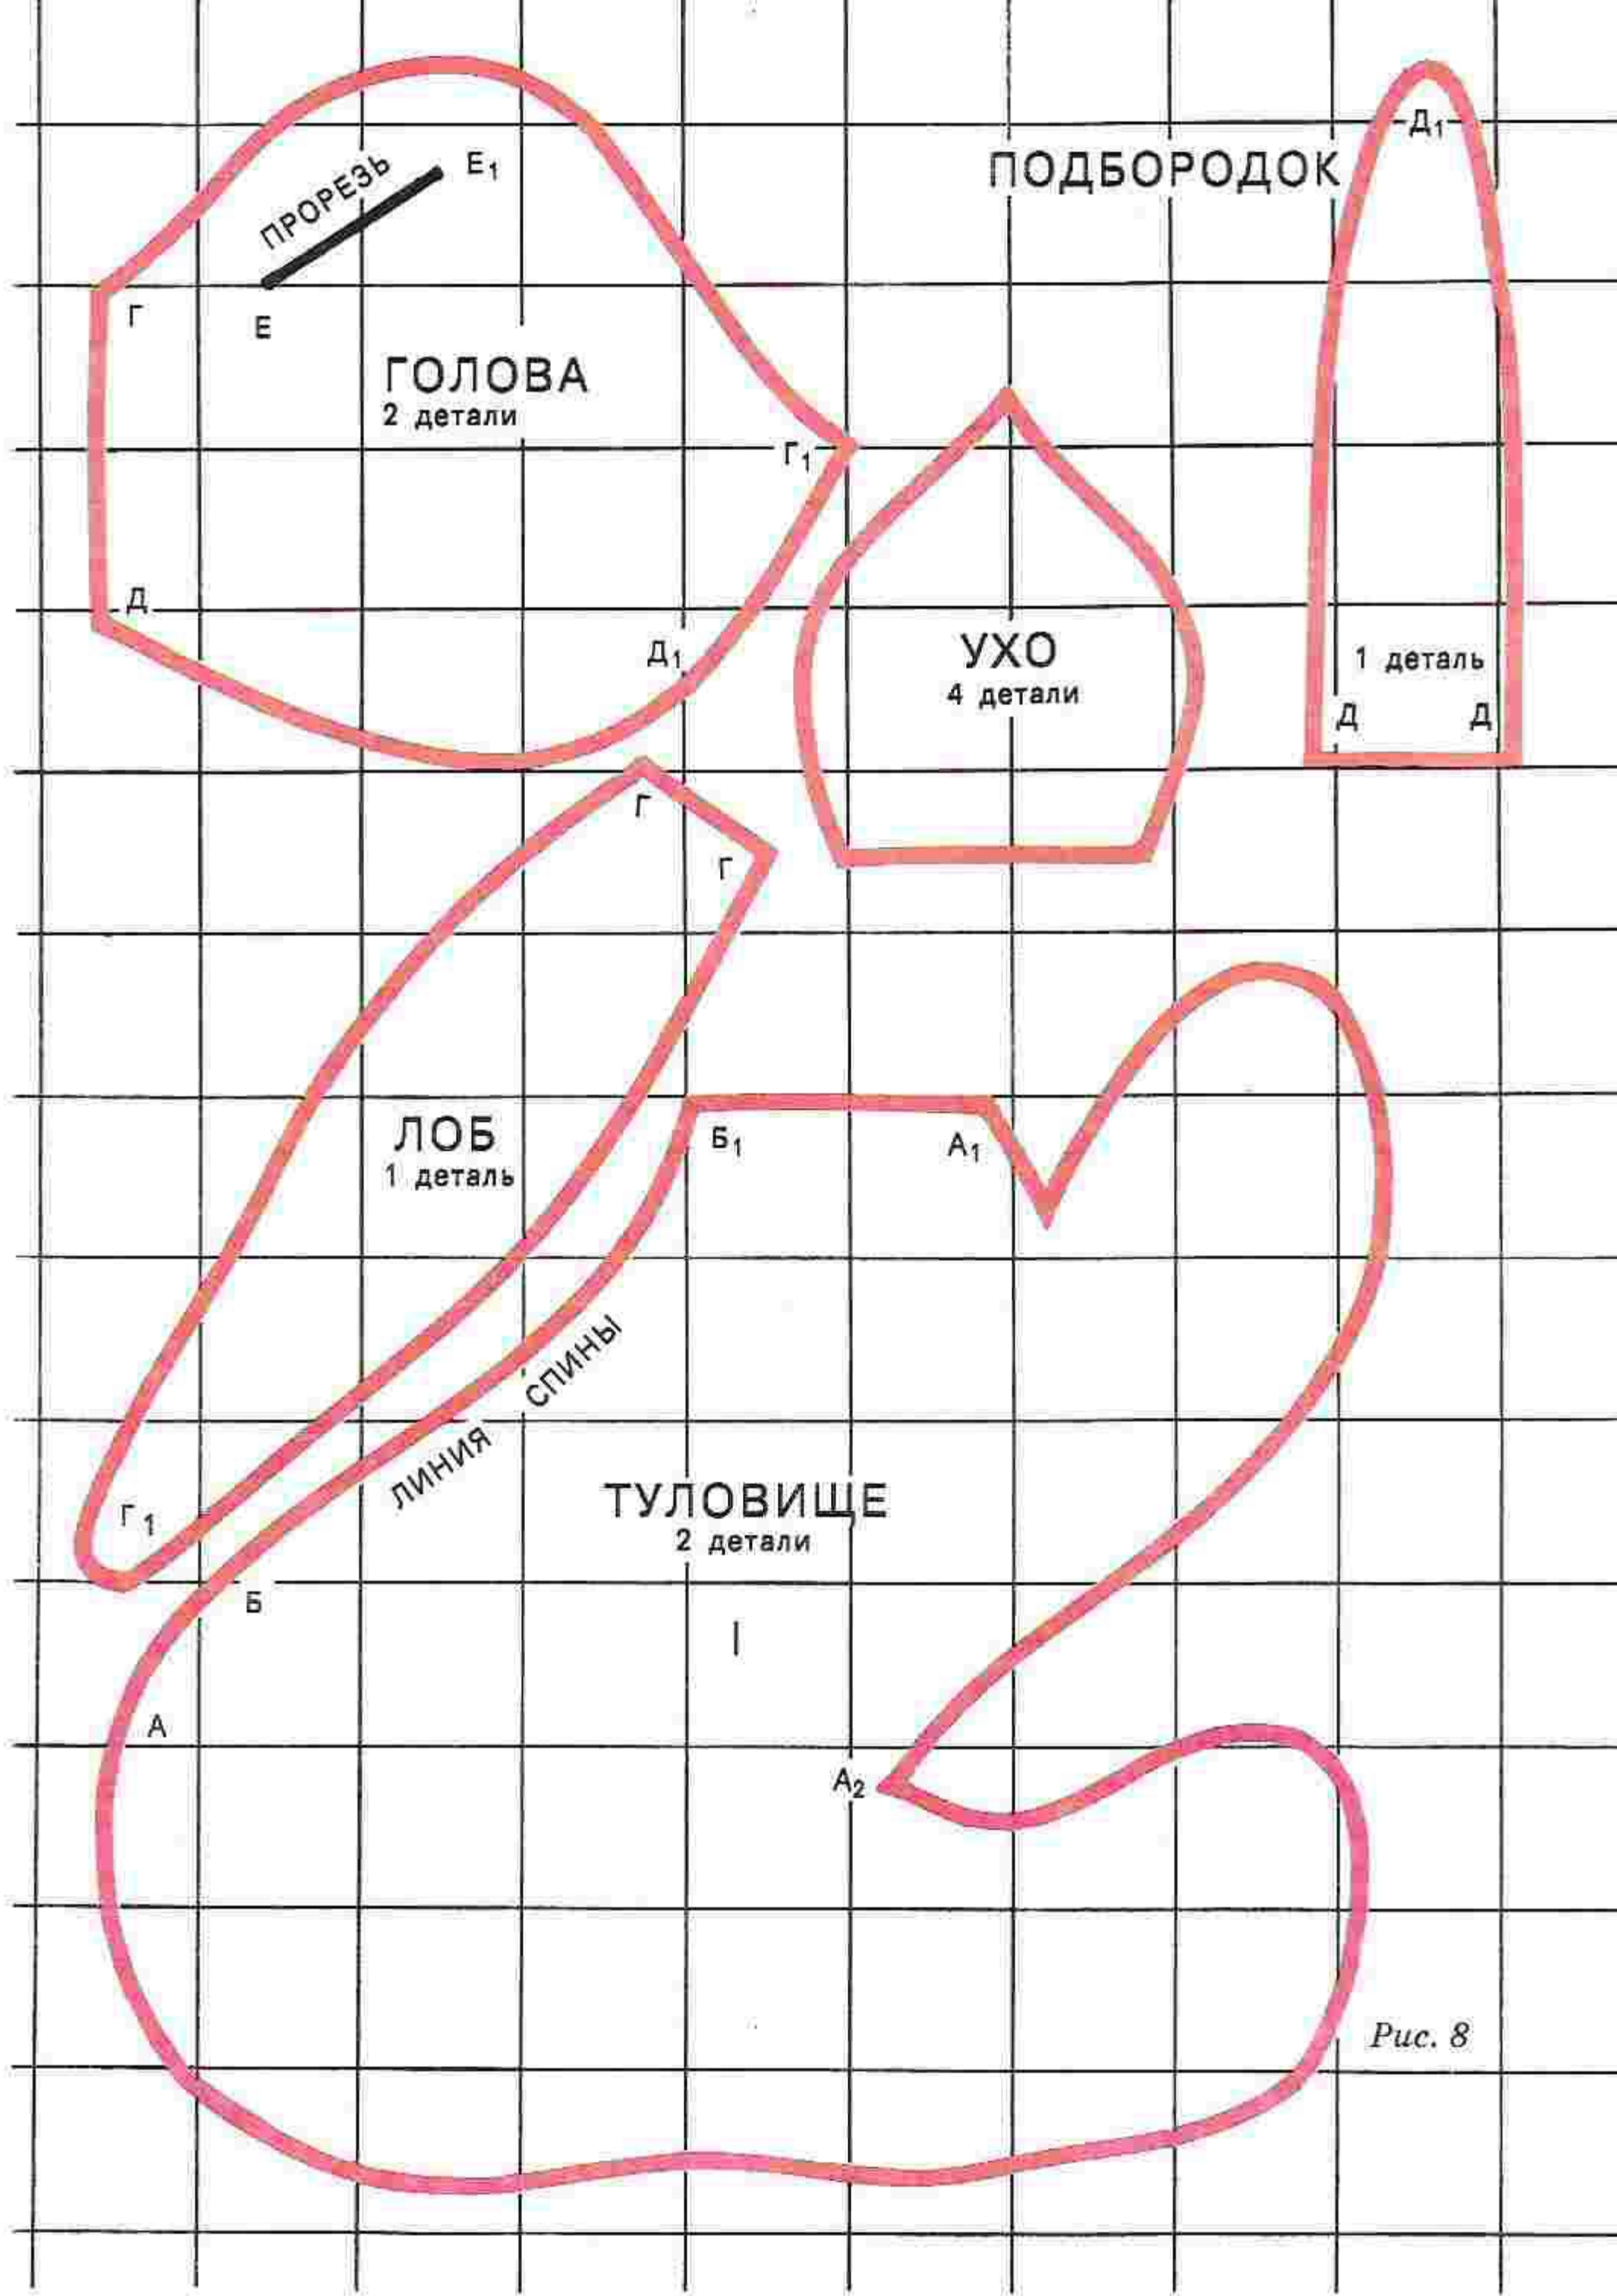 ПРОРЕЗЬ
Е1
Г
Е
ГОЛОВА
2 детали
Г1
Д
Д1
ПОДБОРОДОК
Д1
1 деталь
Д Д
УХО
4 детали
Г
Г
ЛОБ
1 деталь
Г1
Б1
А1
ЛИНИЯ СПИНЫ
ТУЛОВИЩЕ
2 детали
I
Б
А
А2
Рис. 8